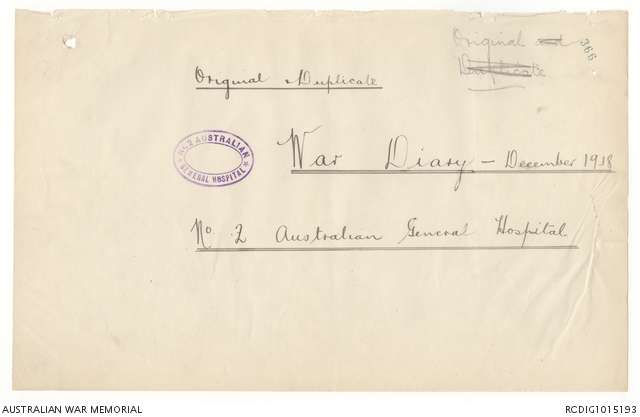 Original and
Duplicate
366
Original & Duplicate
No 2 AUSTRALIAN
GENERAL HOSPITAL
War Diary - December 1918
No. 2 Australian General Hospital
AUSTRALIAN WAR MEMORIAL
RCDIG1015193